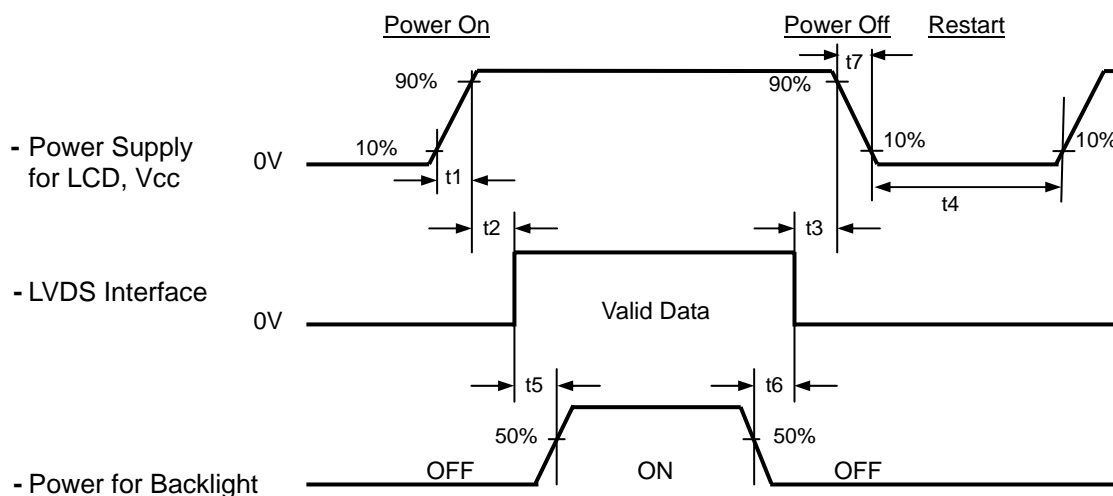 Power On
Power Off
Restart
t7
90%
90%
- Power Supply
for LCD, Vcc
0V
10%
10%
10%
t1
t4
t2
t3
- LVDS Interface
0V
Valid Data
t5
t6
50%
50%
- Power for Backlight
OFF
ON
OFF